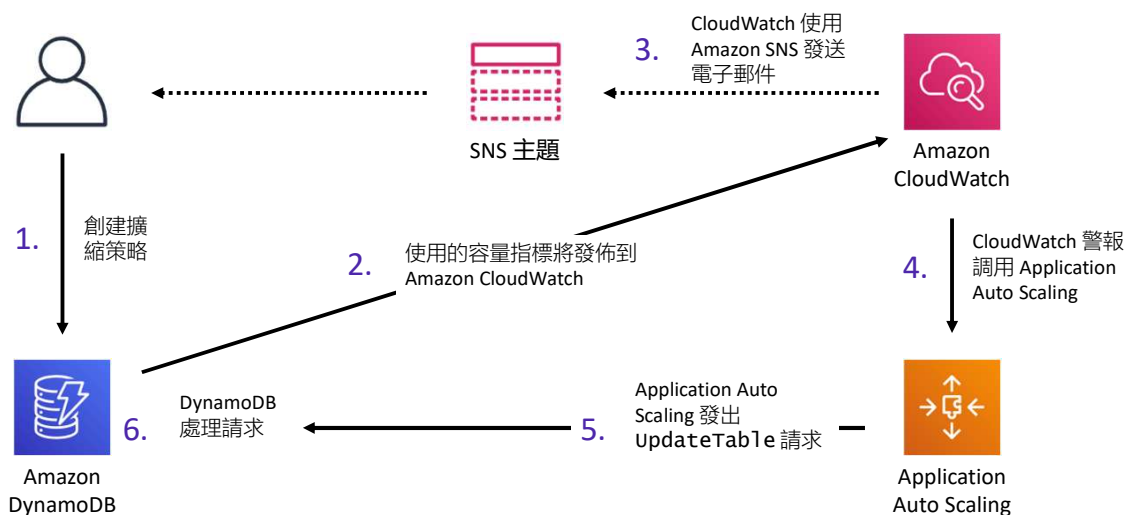 3.
CloudWatch 使用
Amazon SNS 發送
電子郵件
SNS 主題
Amazon
CloudWatch
1.
創建擴
縮策略
2.
使用的容量指標將發佈到
Amazon CloudWatch
4.
CloudWatch 警報
調用 Application
Auto Scaling
6.
DynamoDB
處理請求
5.
Application Auto
Scaling 發出
UpdateTable 請求
Amazon
DynamoDB
Application
Auto Scaling